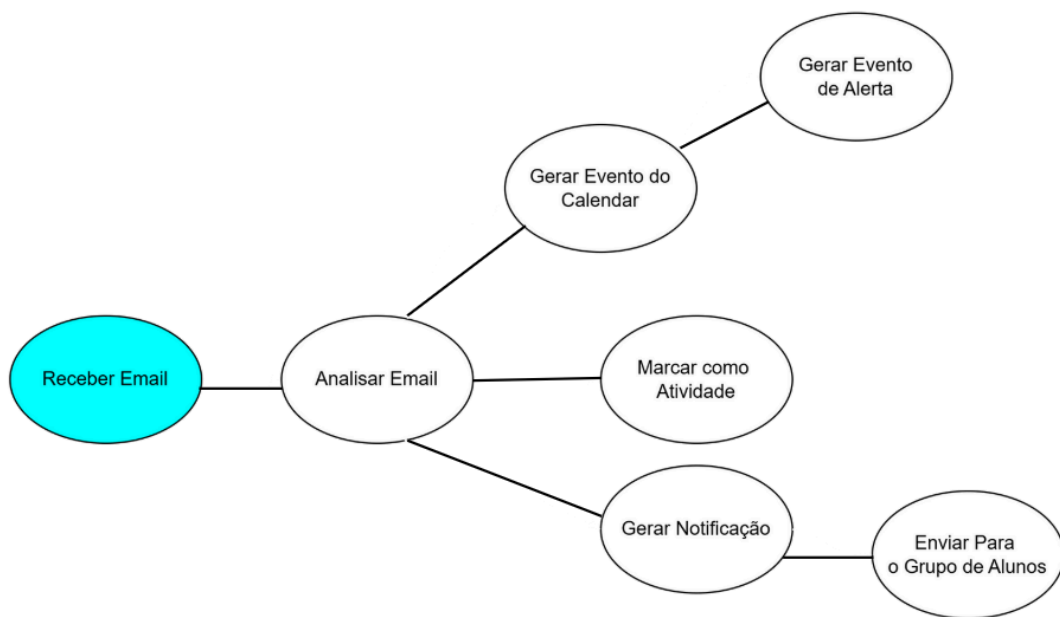 Gerar Evento
de Alerta
Gerar Evento do
Calendar
Receber Email
Analisar Email
Marcar como
Atividade
Gerar Notificação
Enviar Para
o Grupo de Alunos